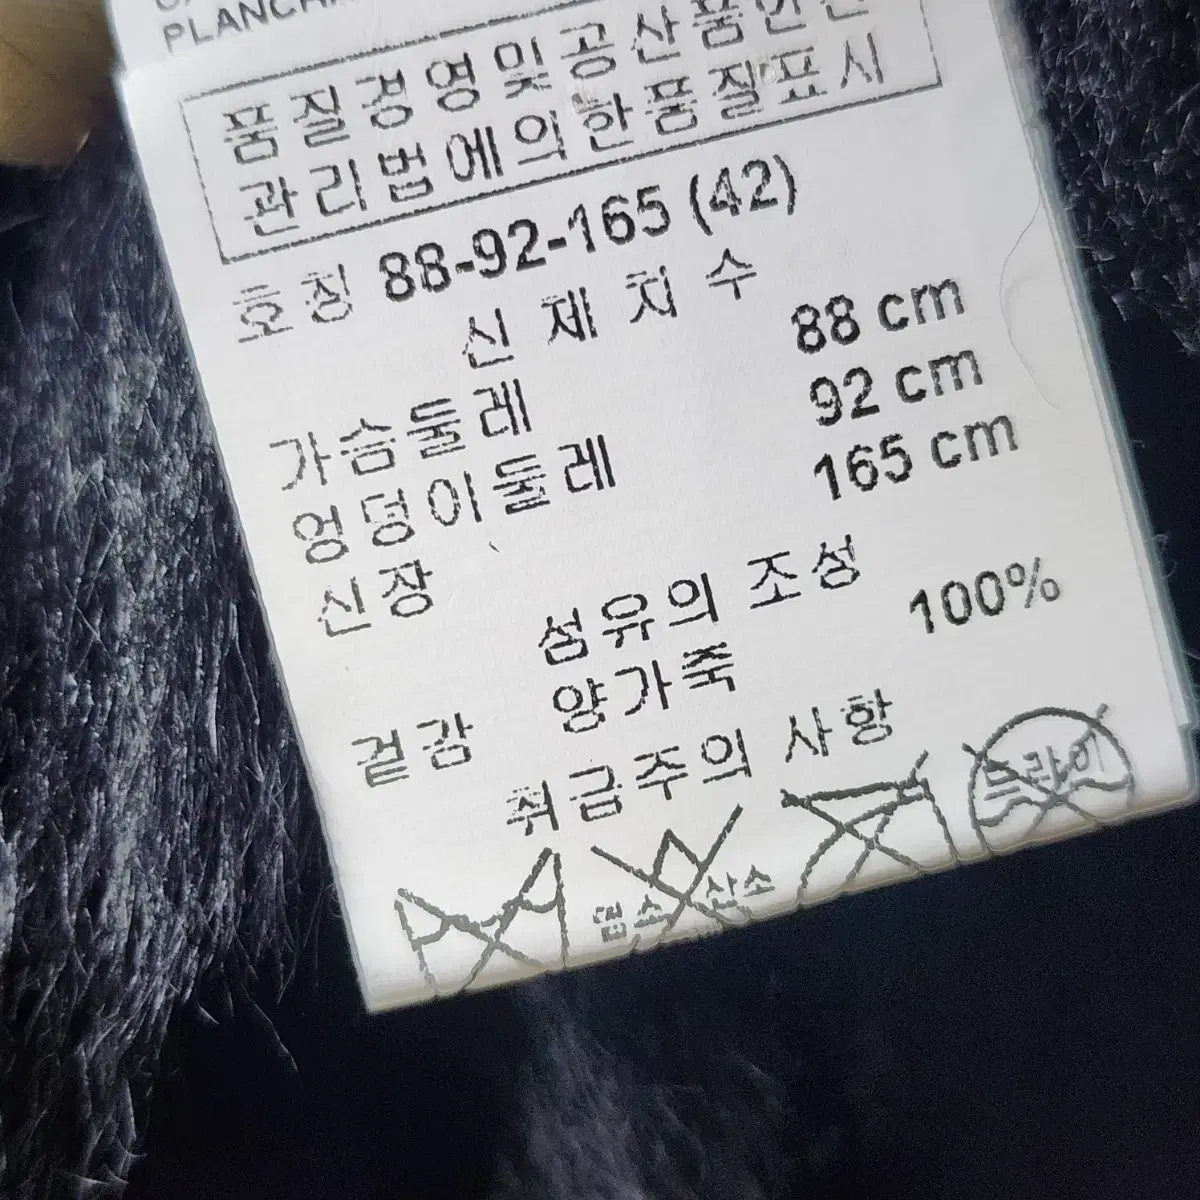 품질경영및공산품안전
관리법에의한품질표시
호칭 88-92-165 (42)
신체치수
가슴둘레 88 cm
엉덩이둘레 92 cm
신장 165 cm
섬유의 조성
겉감 양가죽 100%
취급주의 사항
염소 산소
드라이